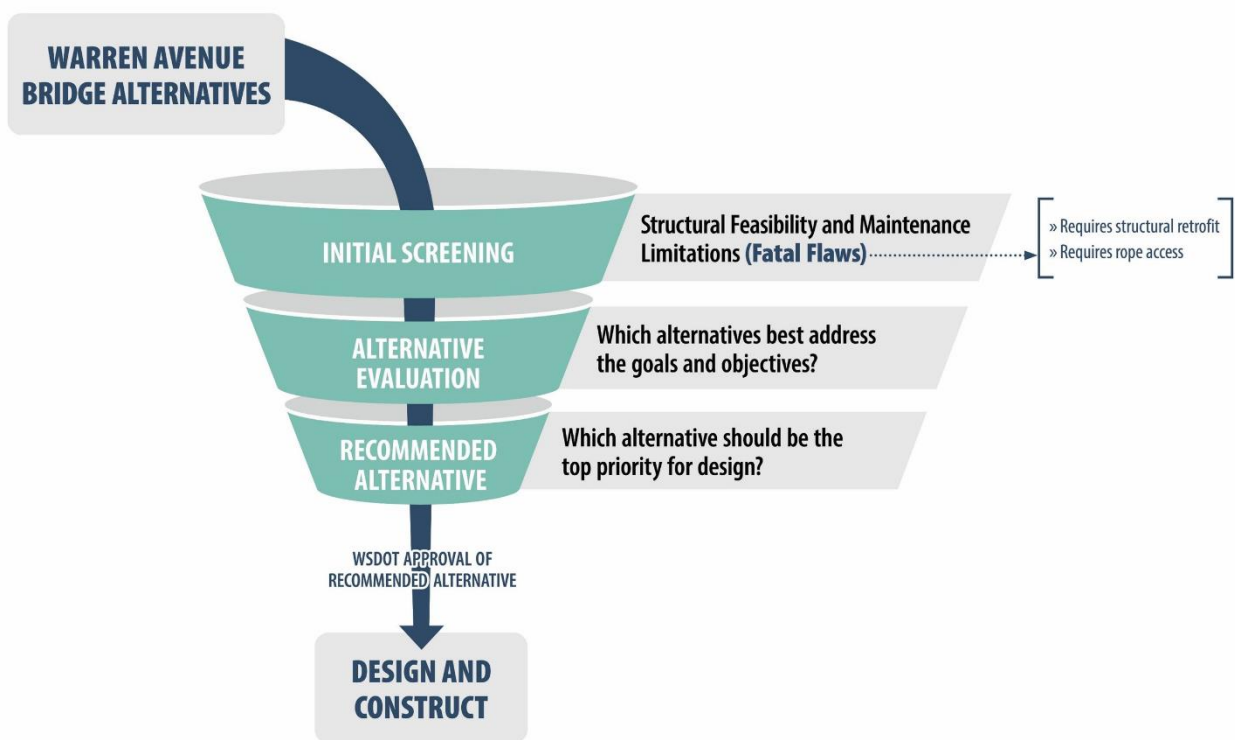 WARREN AVENUE
BRIDGE ALTERNATIVES
INITIAL SCREENING
Structural Feasibility and Maintenance
Limitations (Fatal Flaws)
» Requires structural retrofit
» Requires rope access
ALTERNATIVE
EVALUATION
Which alternatives best address
the goals and objectives?
RECOMMENDED
ALTERNATIVE
Which alternative should be the
top priority for design?
WSDOT APPROVAL OF
RECOMMENDED ALTERNATIVE
DESIGN AND
CONSTRUCT